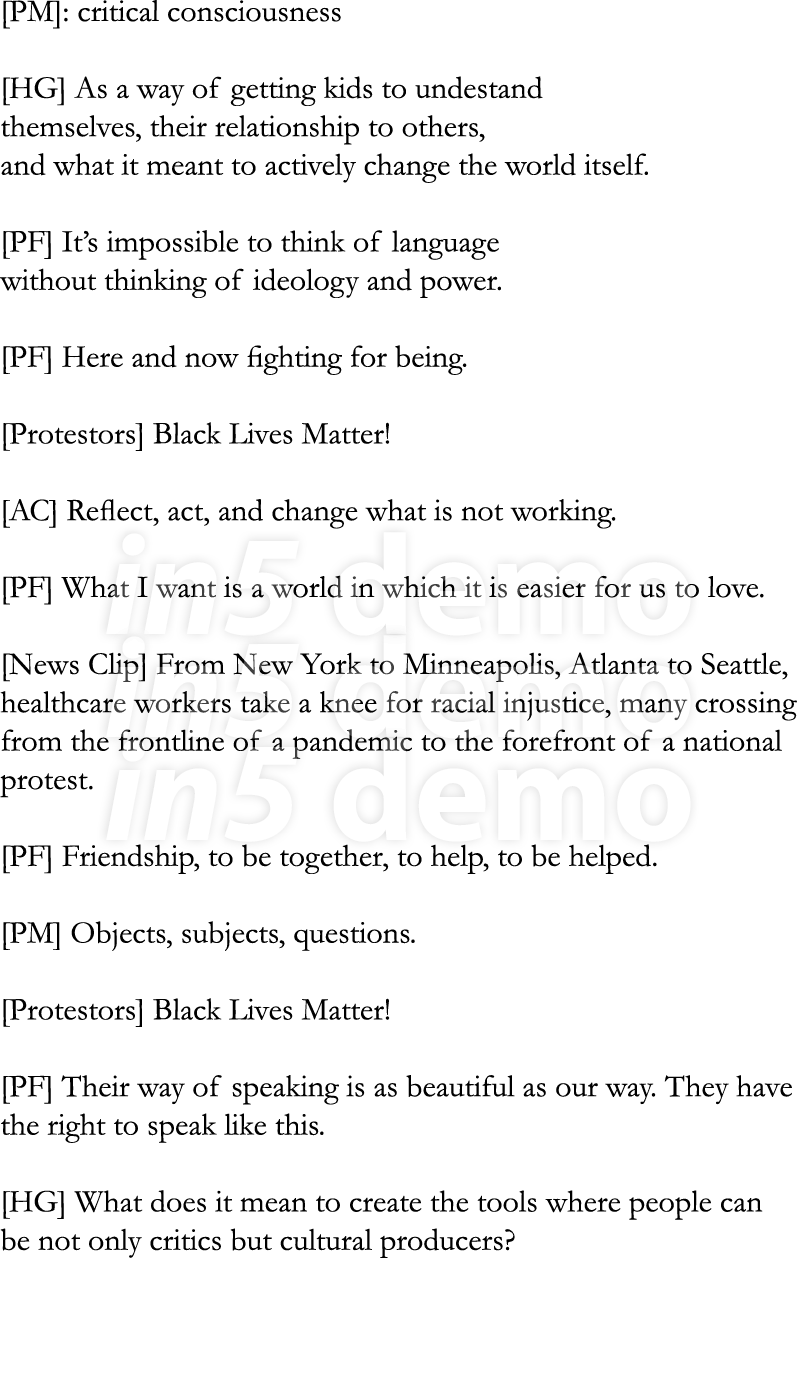 [PM]: critical consciousness
[HG] As a way of getting kids to undestand
themselves, their relationship to others,
and what it meant to actively change the world itself.
[PF] It’s impossible to think of language
without thinking of ideology and power.
[PF] Here and now fighting for being.
[Protestors] Black Lives Matter!
[AC] Reflect, act, and change what is not working.
in5 demo
[PF] What I want is a world in which it is easier for us to love.
[News Clip] From New York to Minneapolis, Atlanta to Seattle,
in5 demo
healthcare workers take a knee for racial injustice, many crossing
from the frontline of a pandemic to the forefront of a national
protest.
in5 demo
[PF] Friendship, to be together, to help, to be helped.
[PM] Objects, subjects, questions.
[Protestors] Black Lives Matter!
[PF] Their way of speaking is as beautiful as our way. They have
the right to speak like this.
[HG] What does it mean to create the tools where people can
be not only critics but cultural producers?